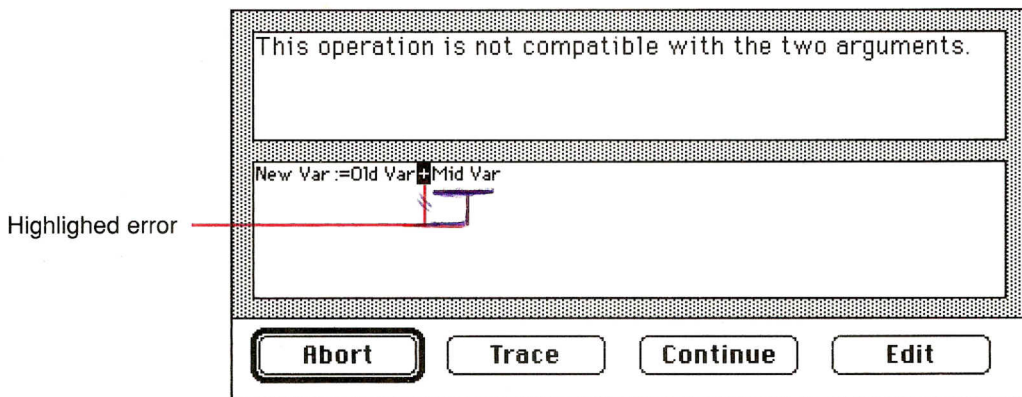 This operation is not compatible with the two arguments.
New Var :=Old Var+Mid Var
Highlighed error
Abort
Trace
Continue
Edit